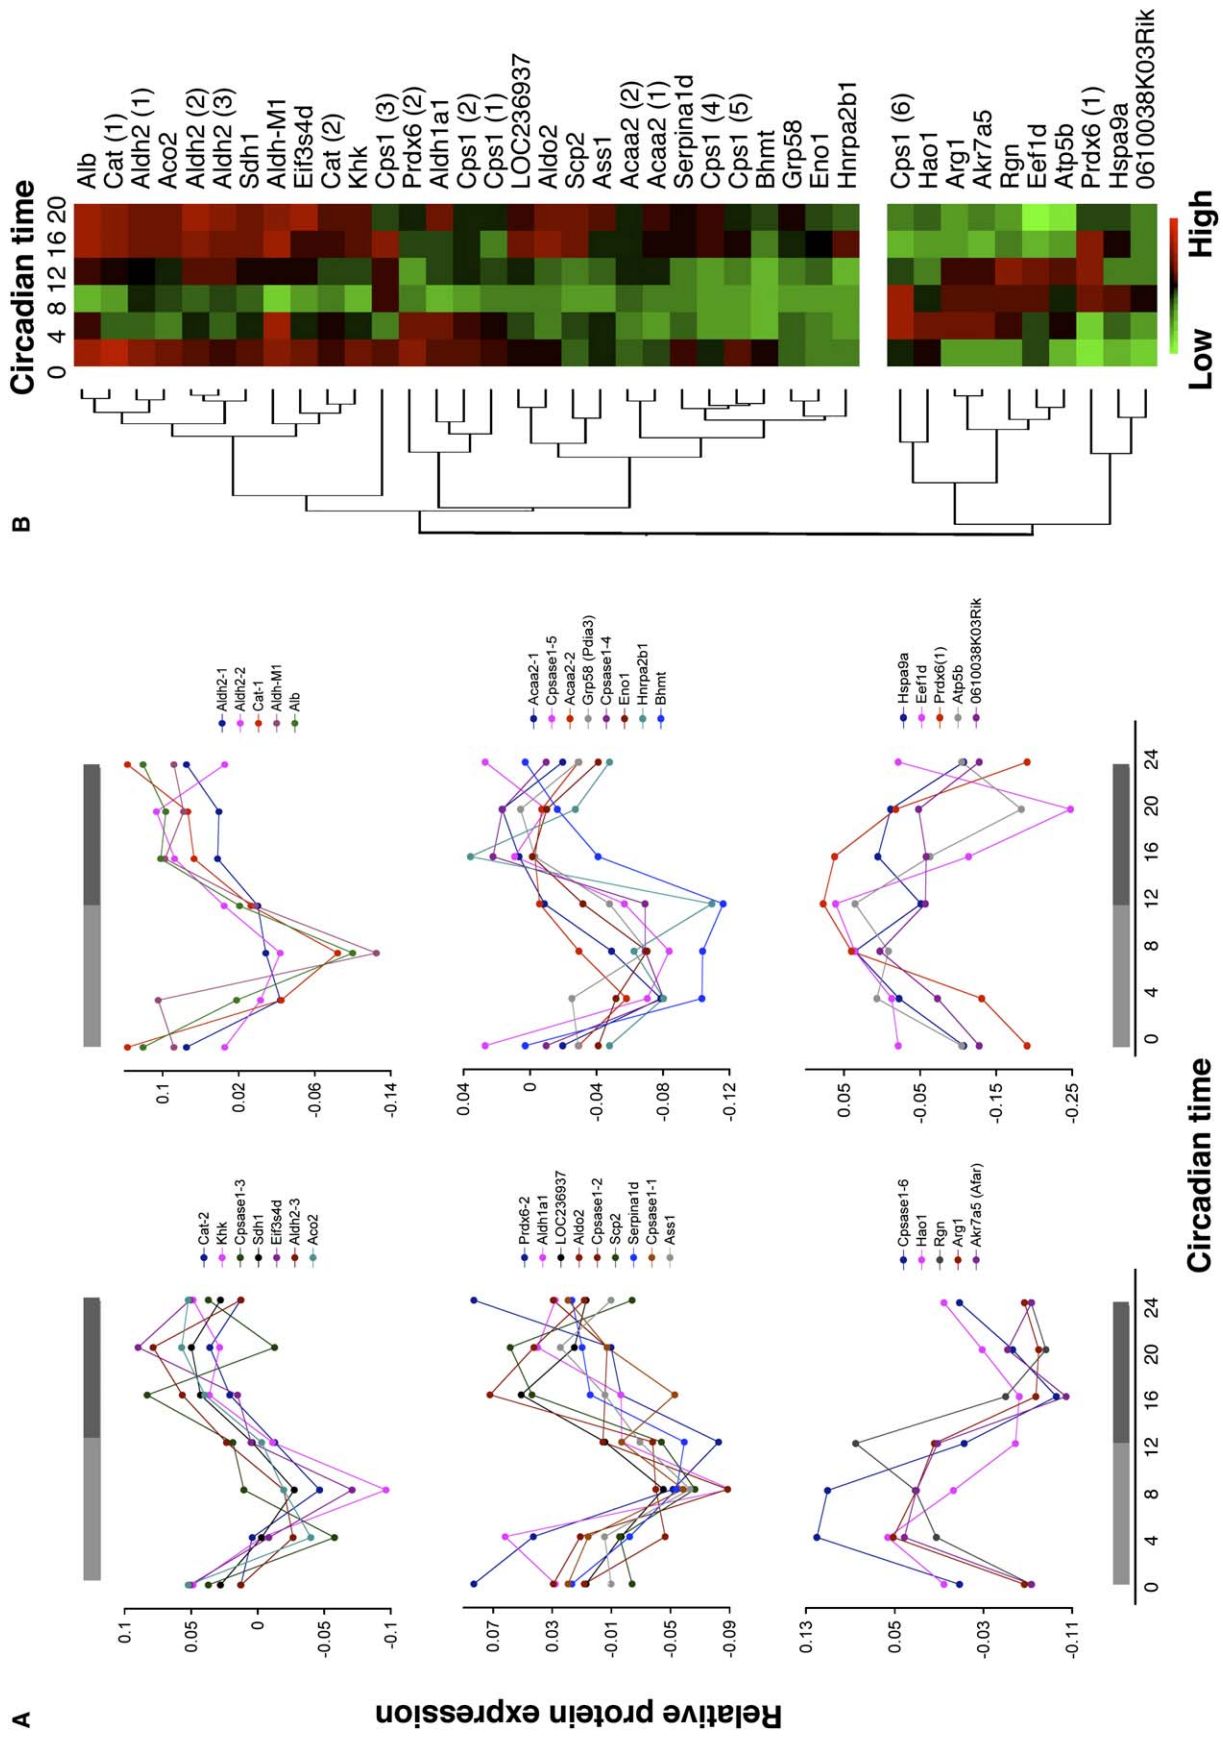 A
Relative protein expression
0.1
0.05
0
-0.05
-0.1
Cat-2
Khk
Cpsase1-3
Sdh1
Eif3s4d
Aldh2-3
Aco2
0.1
0.02
-0.06
-0.14
Aldh2-1
Aldh2-2
Cat-1
Aldh-M1
Alb
0.07
0.03
-0.01
-0.05
-0.09
Prdx6-2
Aldh1a1
LOC236937
Aldo2
Cpsase1-2
Scp2
Serpina1d
Cpsase1-1
Ass1
0.04
0
-0.04
-0.08
-0.12
Acaa2-1
Cpsase1-5
Acaa2-2
Grp58 (Pdia3)
Cpsase1-4
Eno1
Hnrpa2b1
Bhmt
0.13
0.05
-0.03
-0.11
Cpsase1-6
Hao1
Rgn
Arg1
Akr7a5 (Afar)
0 4 8 12 16 20 24
0.05
-0.05
-0.15
-0.25
Hspa9a
Eef1d
Prdx6(1)
Atp5b
0610038K03Rik
0 4 8 12 16 20 24
Circadian time
B
Circadian time
0 4 8 12 16 20
Alb
Cat (1)
Aldh2 (1)
Aco2
Aldh2 (2)
Aldh2 (3)
Sdh1
Aldh-M1
Eif3s4d
Cat (2)
Khk
Cps1 (3)
Prdx6 (2)
Aldh1a1
Cps1 (2)
Cps1 (1)
LOC236937
Aldo2
Scp2
Ass1
Acaa2 (2)
Acaa2 (1)
Serpina1d
Cps1 (4)
Cps1 (5)
Bhmt
Grp58
Eno1
Hnrpa2b1
Cps1 (6)
Hao1
Arg1
Akr7a5
Rgn
Eef1d
Atp5b
Prdx6 (1)
Hspa9a
0610038K03Rik
Low High